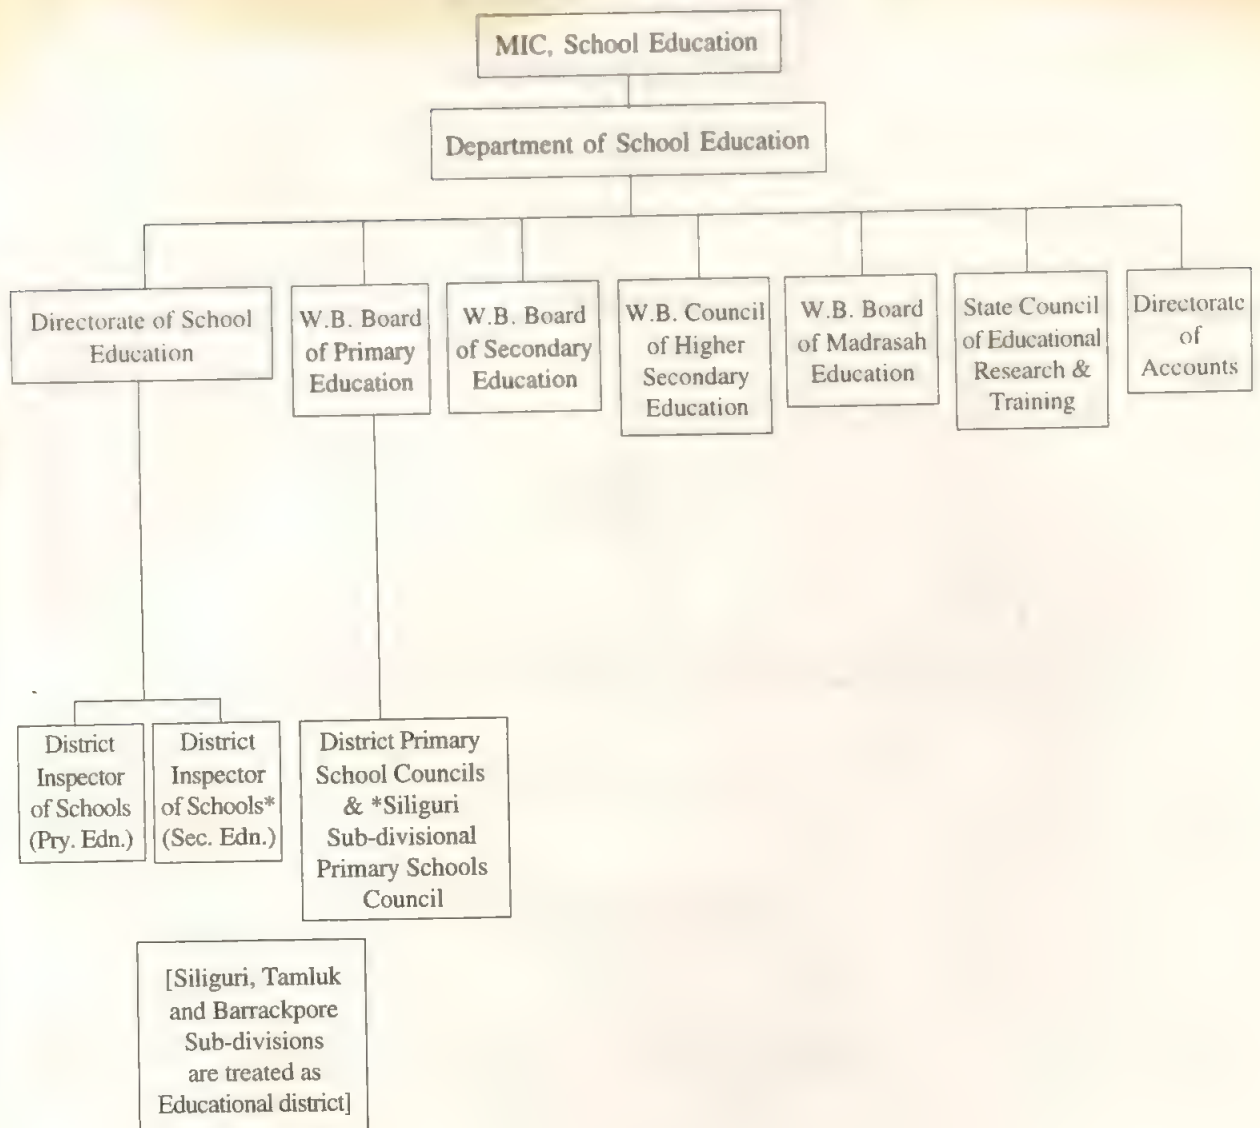 MIC, School Education
Department of School Education
Directorate of School
Education
W.B. Board
of Primary
Education
W.B. Board
of Secondary
Education
W.B. Council
of Higher
Secondary
Education
W.B. Board
of Madrasah
Education
State Council
of Educational
Research &
Training
Directorate
of
Accounts
District
Inspector
of Schools
(Pry. Edn.)
District
Inspector
of Schools*
(Sec. Edn.)
District Primary
School Councils
& *Siliguri
Sub-divisional
Primary Schools
Council
[Siliguri, Tamluk
and Barrackpore
Sub-divisions
are treated as
Educational district]